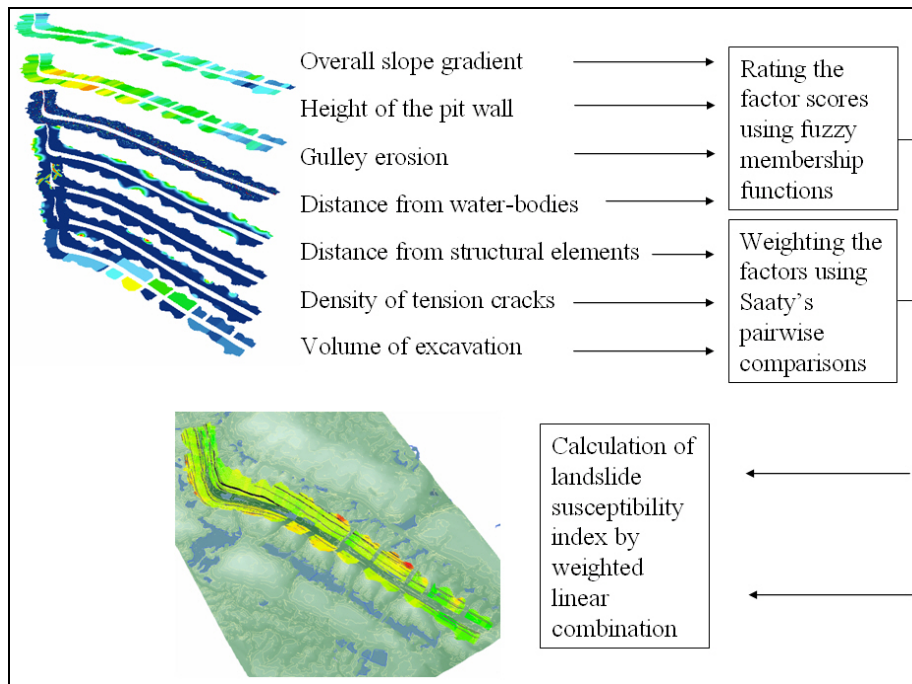 Overall slope gradient
Height of the pit wall
Gulley erosion
Distance from water-bodies
Distance from structural elements
Density of tension cracks
Volume of excavation
Rating the
factor scores
using fuzzy
membership
functions
Weighting the
factors using
Saaty's
pairwise
comparisons
Calculation of
landslide
susceptibility
index by
weighted
linear
combination